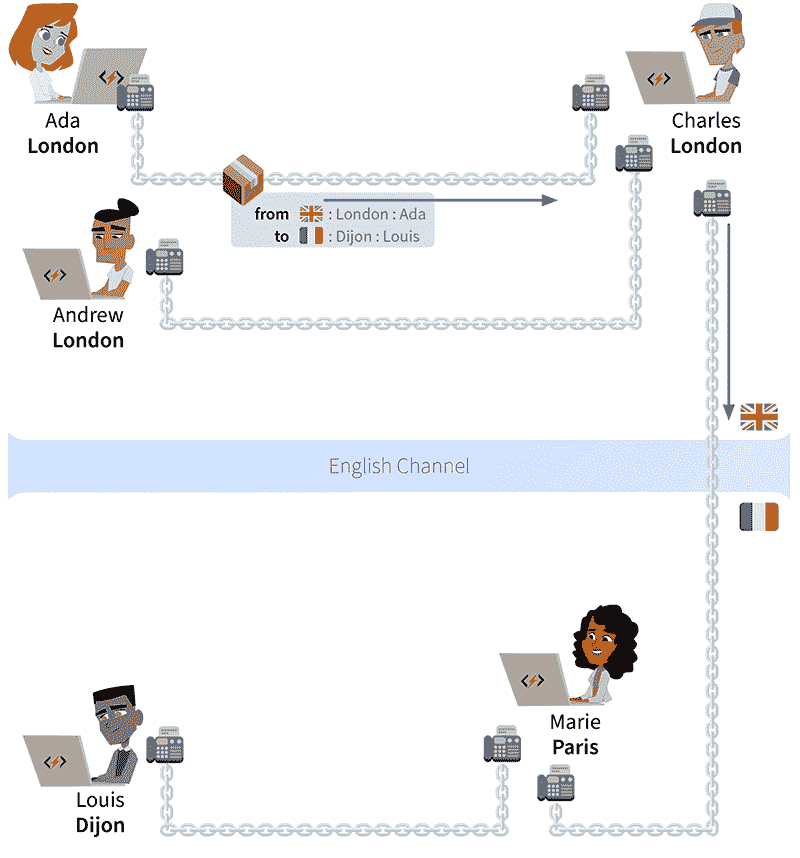 Ada
London
Charles
London
from : London : Ada
to : Dijon : Louis
Andrew
London
English Channel
Marie
Paris
Louis
Dijon